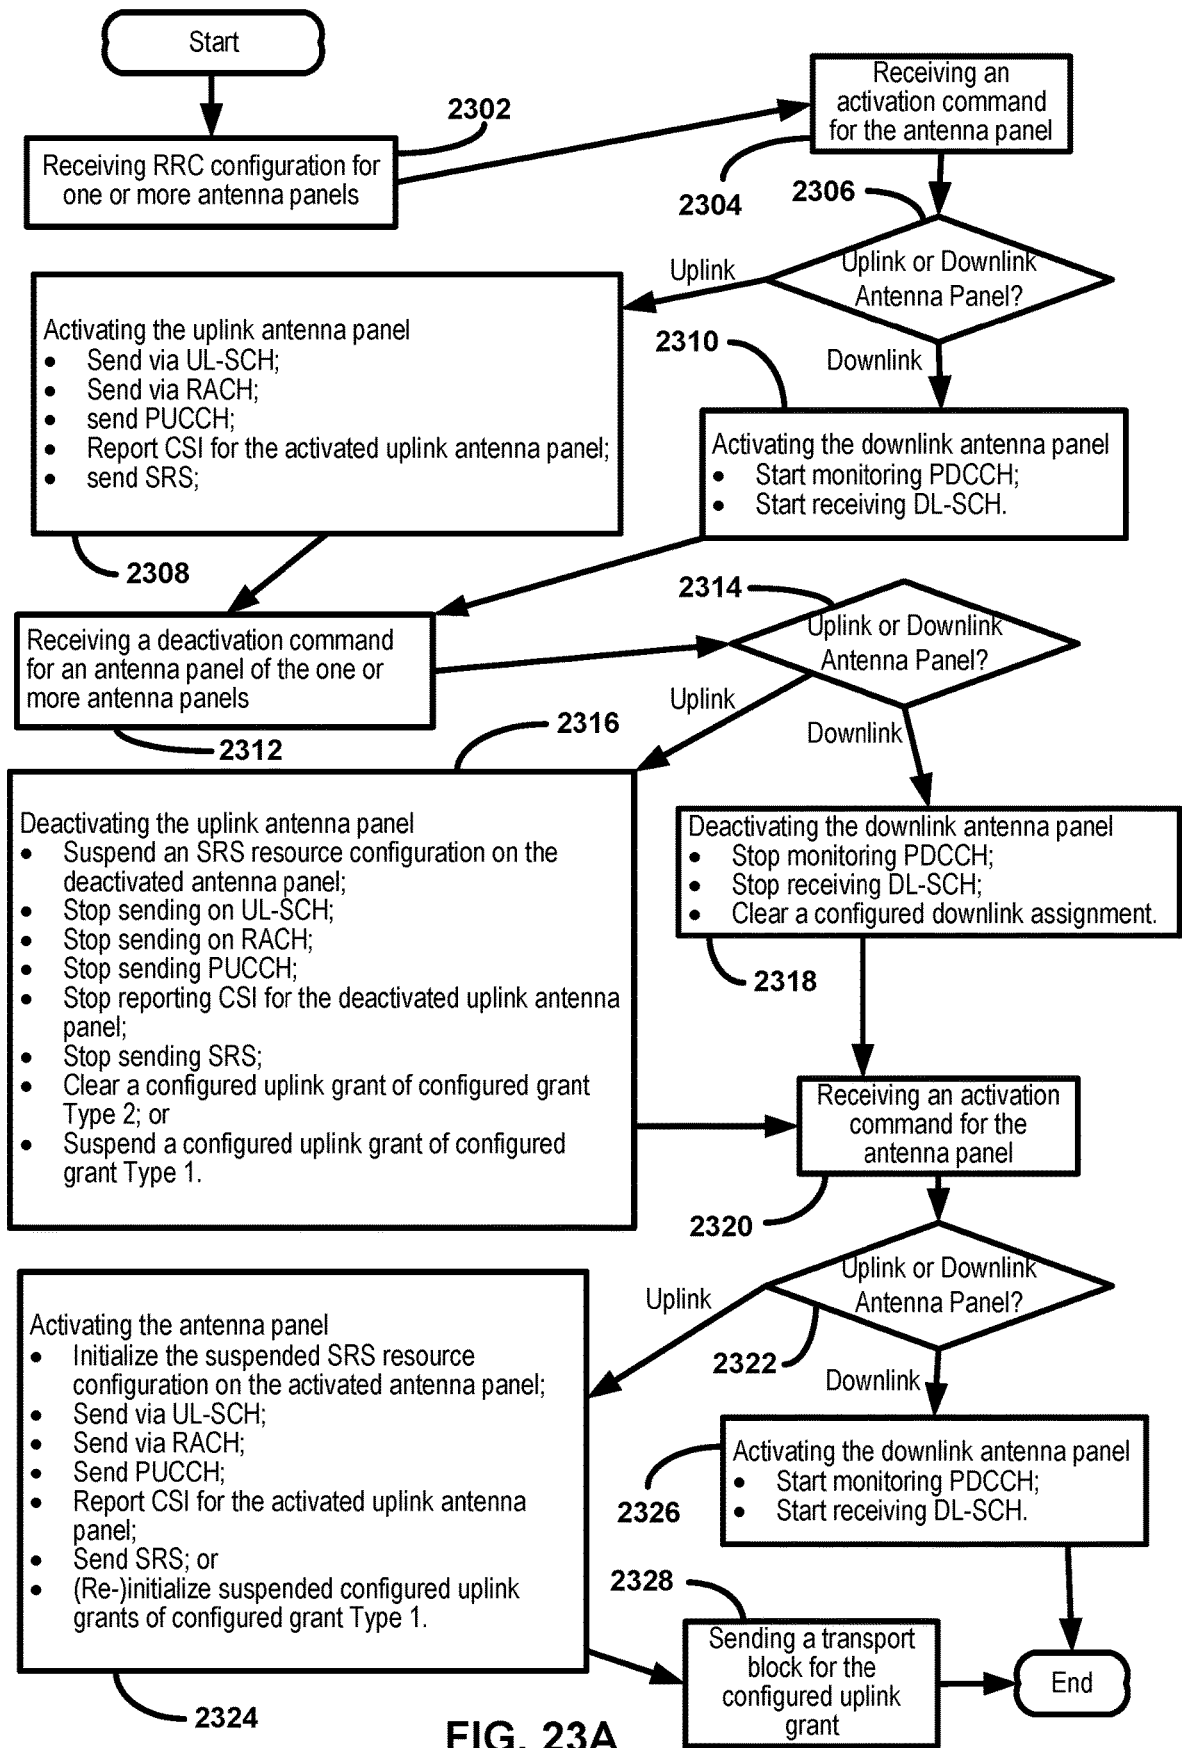 Start
2302
Receiving RRC configuration for
one or more antenna panels
Receiving an
activation command
for the antenna panel
2304
2306
Uplink or Downlink
Antenna Panel?
Uplink
Downlink
Activating the uplink antenna panel
• Send via UL-SCH;
• Send via RACH;
• send PUCCH;
• Report CSI for the activated uplink antenna panel;
• send SRS;
2308
2310
Activating the downlink antenna panel
• Start monitoring PDCCH;
• Start receiving DL-SCH.
Receiving a deactivation command
for an antenna panel of the one or
more antenna panels
2312
2314
Uplink or Downlink
Antenna Panel?
Uplink
Downlink
2316
Deactivating the uplink antenna panel
• Suspend an SRS resource configuration on the
deactivated antenna panel;
• Stop sending on UL-SCH;
• Stop sending on RACH;
• Stop sending PUCCH;
• Stop reporting CSI for the deactivated uplink antenna
panel;
• Stop sending SRS;
• Clear a configured uplink grant of configured grant
Type 2; or
• Suspend a configured uplink grant of configured
grant Type 1.
Deactivating the downlink antenna panel
• Stop monitoring PDCCH;
• Stop receiving DL-SCH;
• Clear a configured downlink assignment.
2318
Receiving an activation
command for the
antenna panel
2320
Uplink or Downlink
Antenna Panel?
2322
Uplink
Downlink
Activating the antenna panel
• Initialize the suspended SRS resource
configuration on the activated antenna panel;
• Send via UL-SCH;
• Send via RACH;
• Send PUCCH;
• Report CSI for the activated uplink antenna
panel;
• Send SRS; or
• (Re-)initialize suspended configured uplink
grants of configured grant Type 1.
2324
Activating the downlink antenna panel
• Start monitoring PDCCH;
• Start receiving DL-SCH.
2326
2328
Sending a transport
block for the
configured uplink
grant
End
FIG. 23A